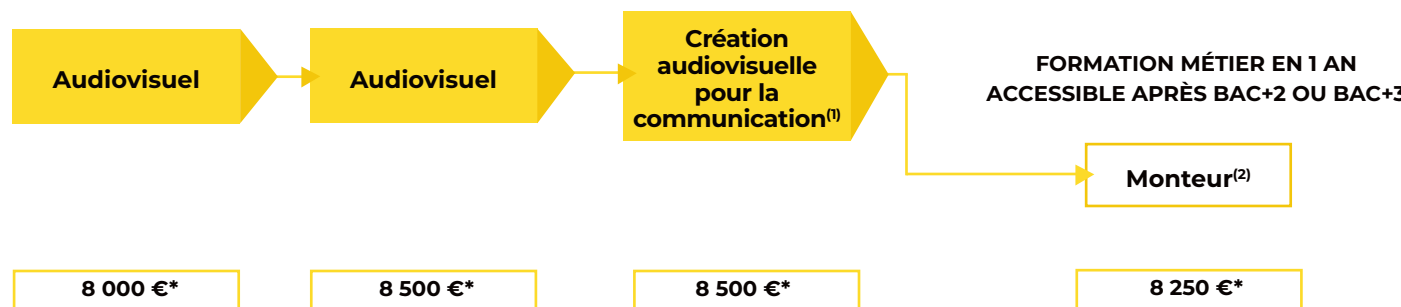 Audiovisuel
Audiovisuel
Création
audiovisuelle
pour la
communication(1)
FORMATION MÉTIER EN 1 AN
ACCESSIBLE APRÈS BAC+2 OU BAC+3
Monteur(2)
8 000 €*
8 500 €*
8 500 €*
8 250 €*